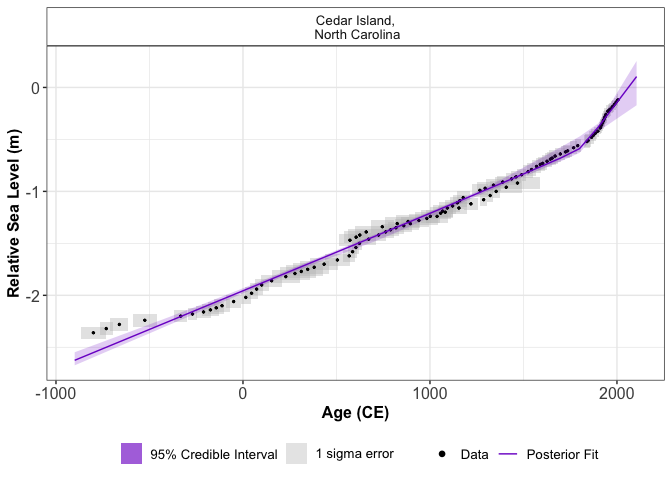 Cedar Island,
North Carolina
0
-1
-2
Relative Sea Level (m)
-1000
0
1000
2000
Age (CE)
95% Credible Interval
1 sigma error
Data
Posterior Fit